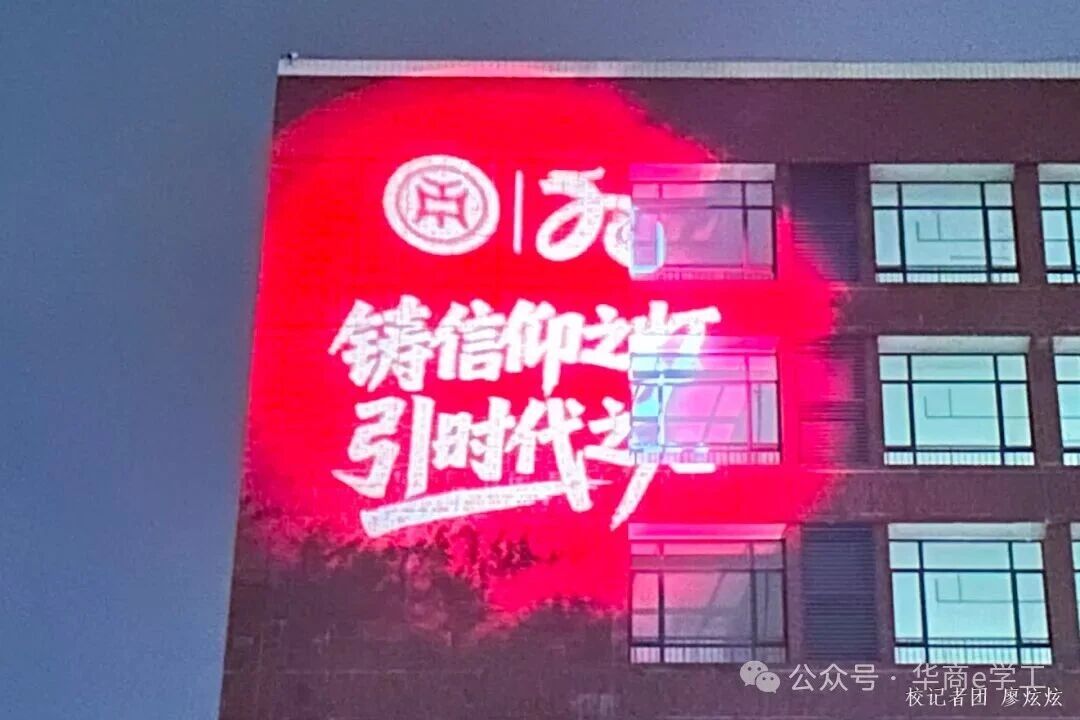 铸信仰之灯
引时代之光
公众号·华商e学工
校记者团 廖炫炫